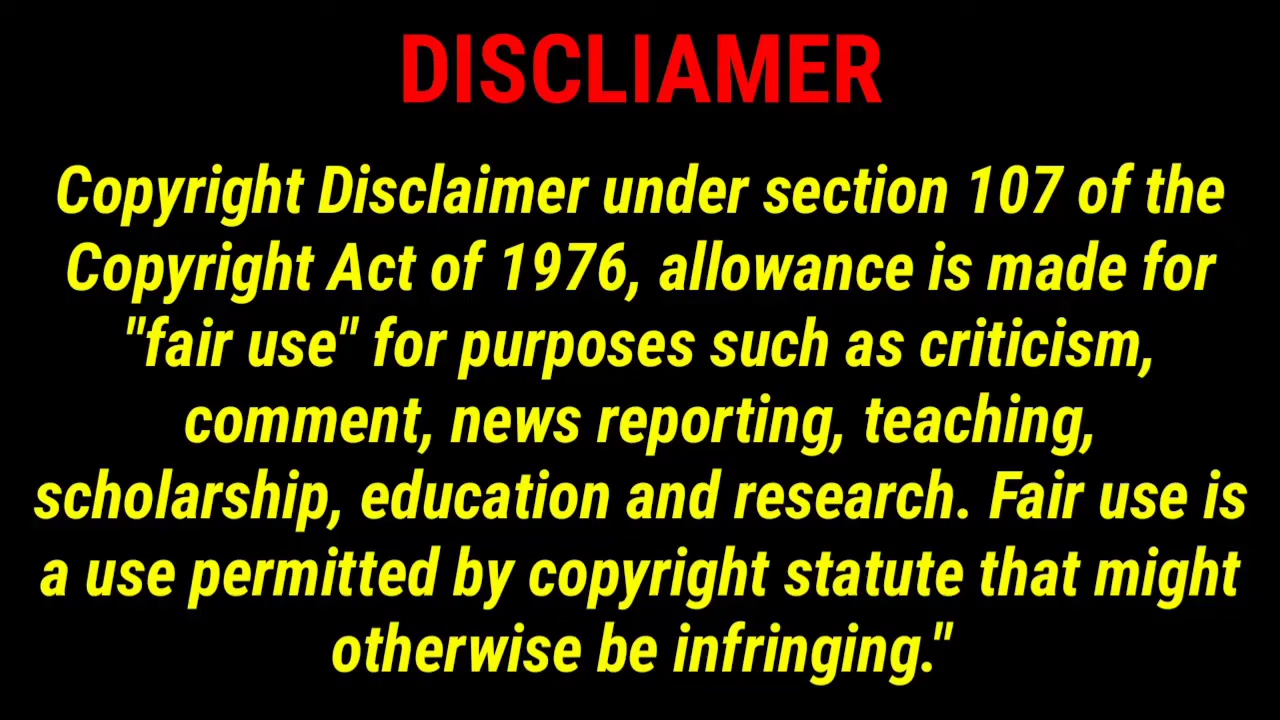 DISCLIAMER
Copyright Disclaimer under section 107 of the
Copyright Act of 1976, allowance is made for
"fair use" for purposes such as criticism,
comment, news reporting, teaching,
scholarship, education and research. Fair use is
a use permitted by copyright statute that might
otherwise be infringing."